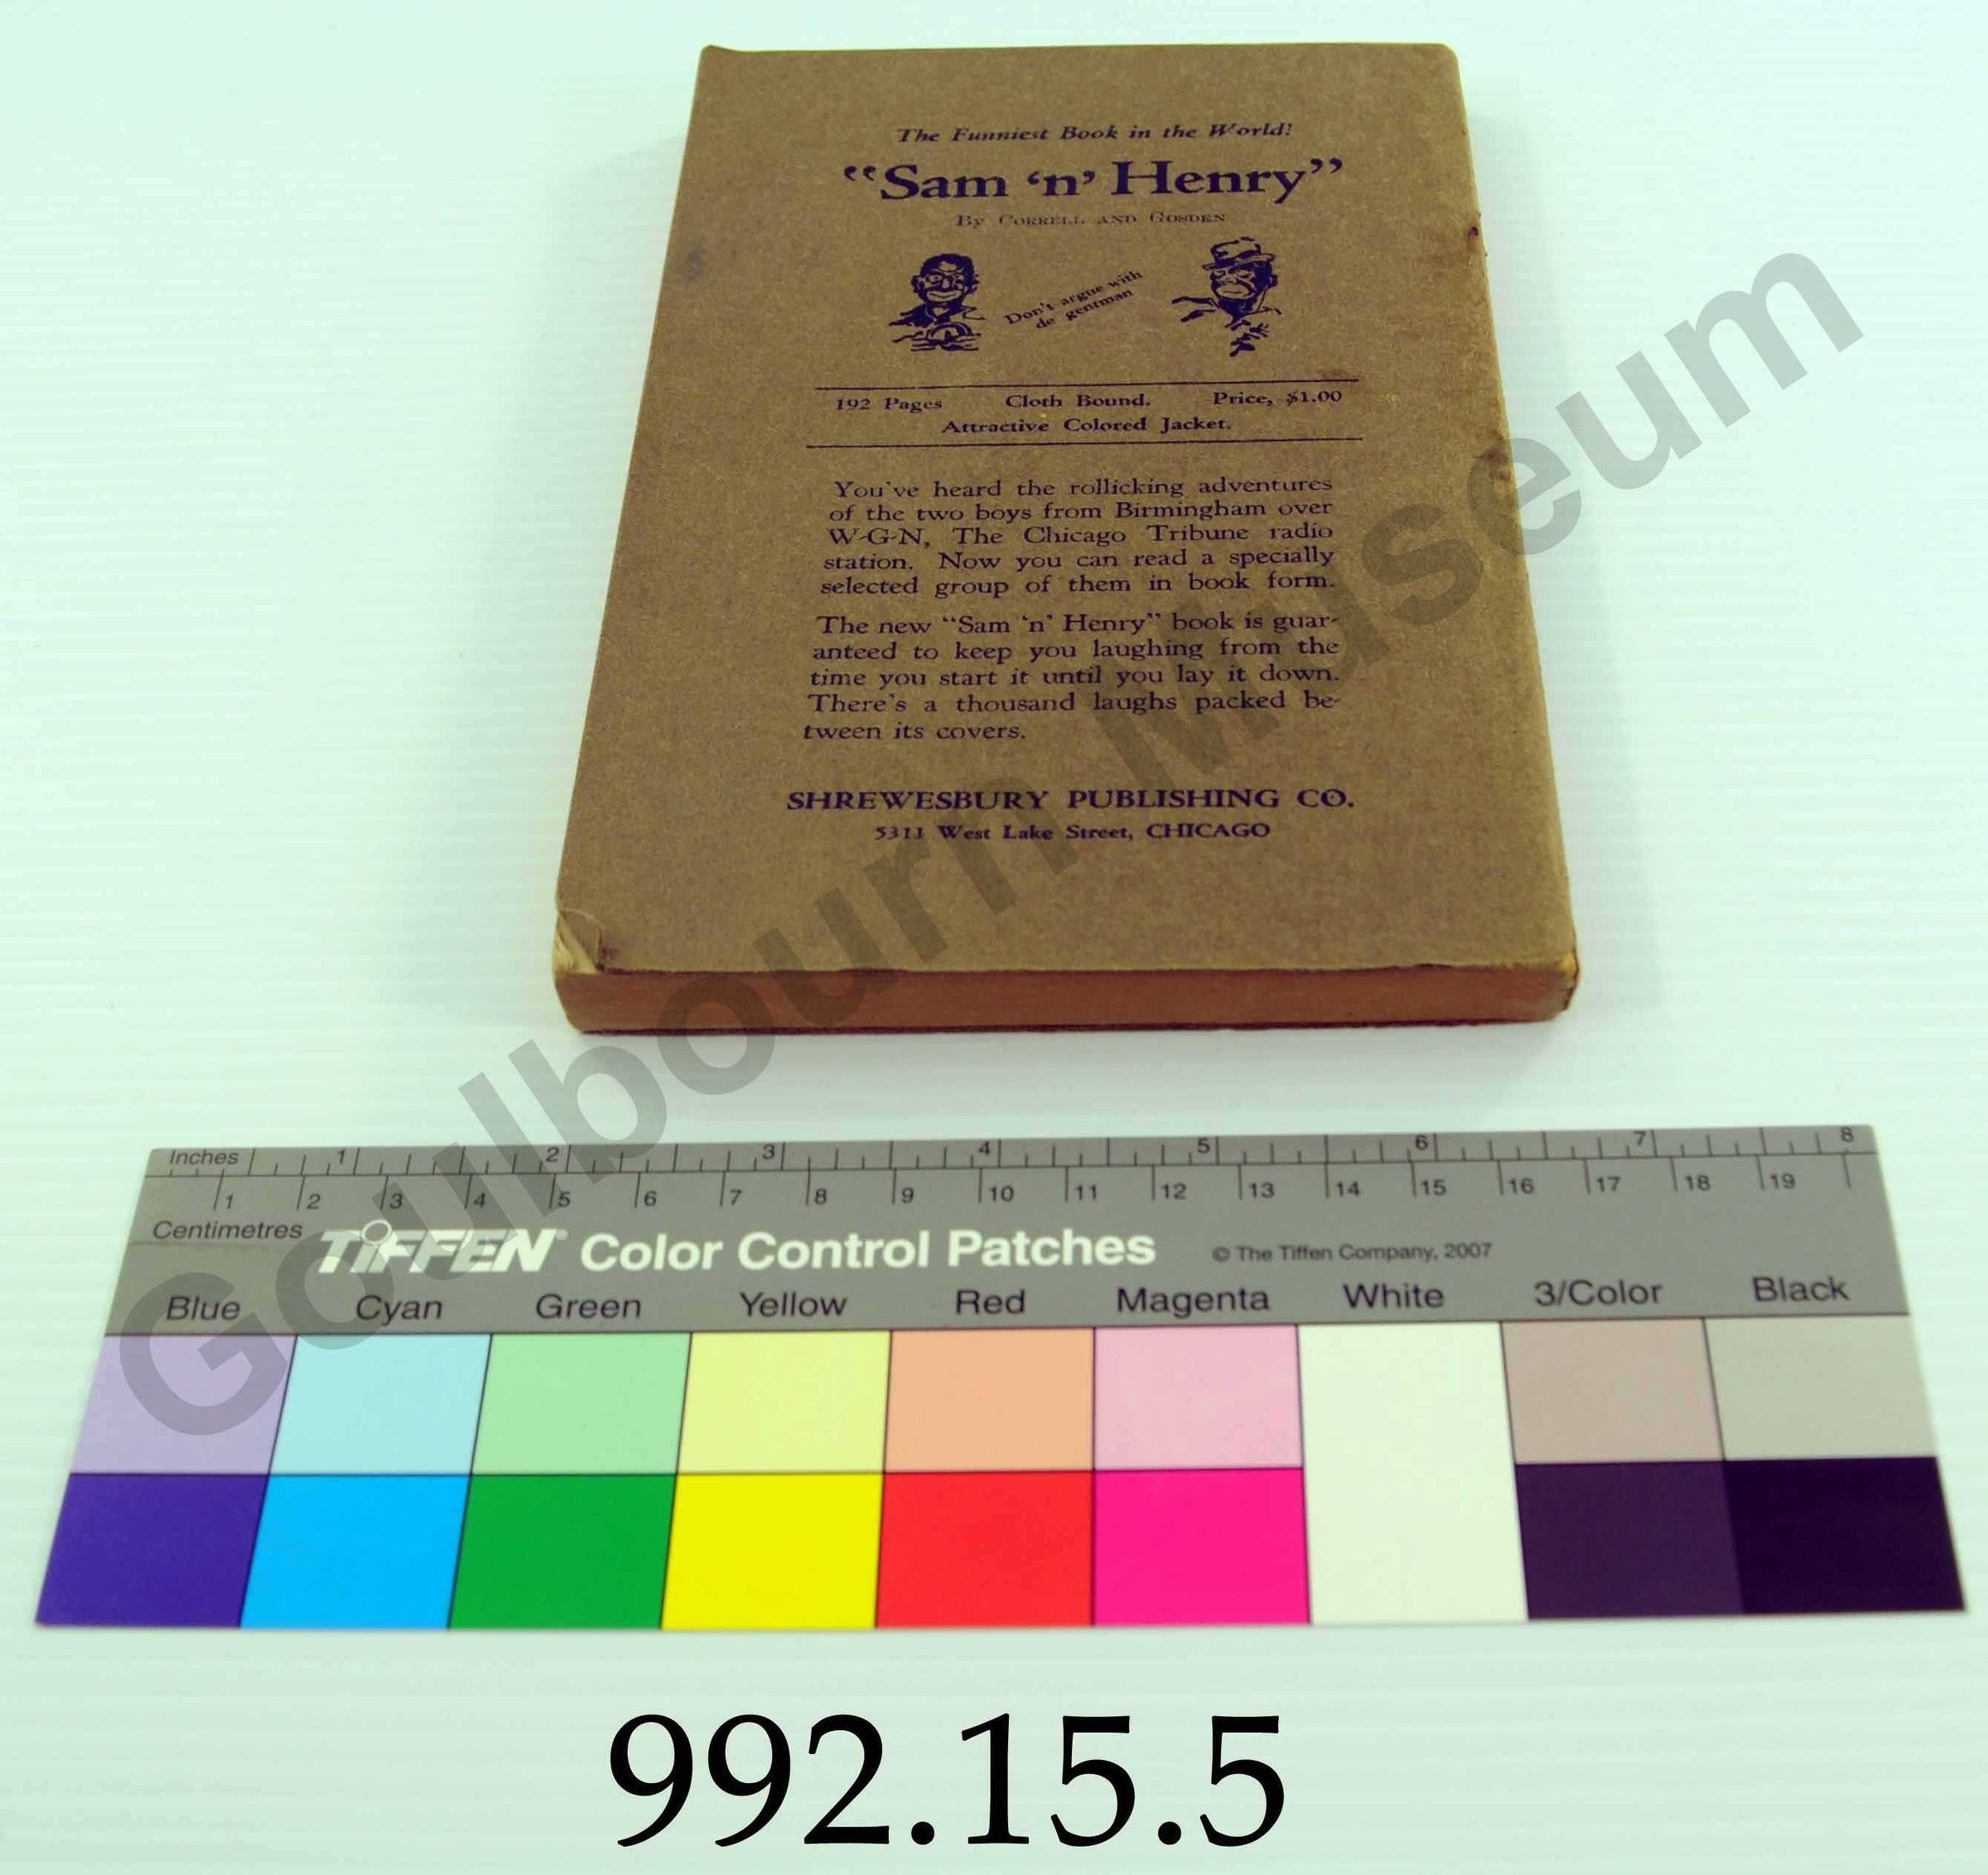 The Funniest Book in the World!
“Sam ‘n’ Henry”
By Correll and Gosden
Don't argue with
de gentman
192 Pages Cloth Bound. Price, $1.00
Attractive Colored Jacket.
You've heard the rollicking adventures
of the two boys from Birmingham over
W-G-N, The Chicago Tribune radio
station. Now you can read a specially
selected group of them in book form.
The new “Sam ‘n’ Henry” book is guar-
anteed to keep you laughing from the
time you start it until you lay it down.
There's a thousand laughs packed be-
tween its covers.
SHREWESBURY PUBLISHING CO.
5311 West Lake Street, CHICAGO
Goulbourn Museum
Inches 1 2 3 4 5 6 7 8
1 2 3 4 5 6 7 8 9 10 11 12 13 14 15 16 17 18 19
Centimetres
TIFFEN® Color Control Patches © The Tiffen Company, 2007
Blue Cyan Green Yellow Red Magenta White 3/Color Black
992.15.5